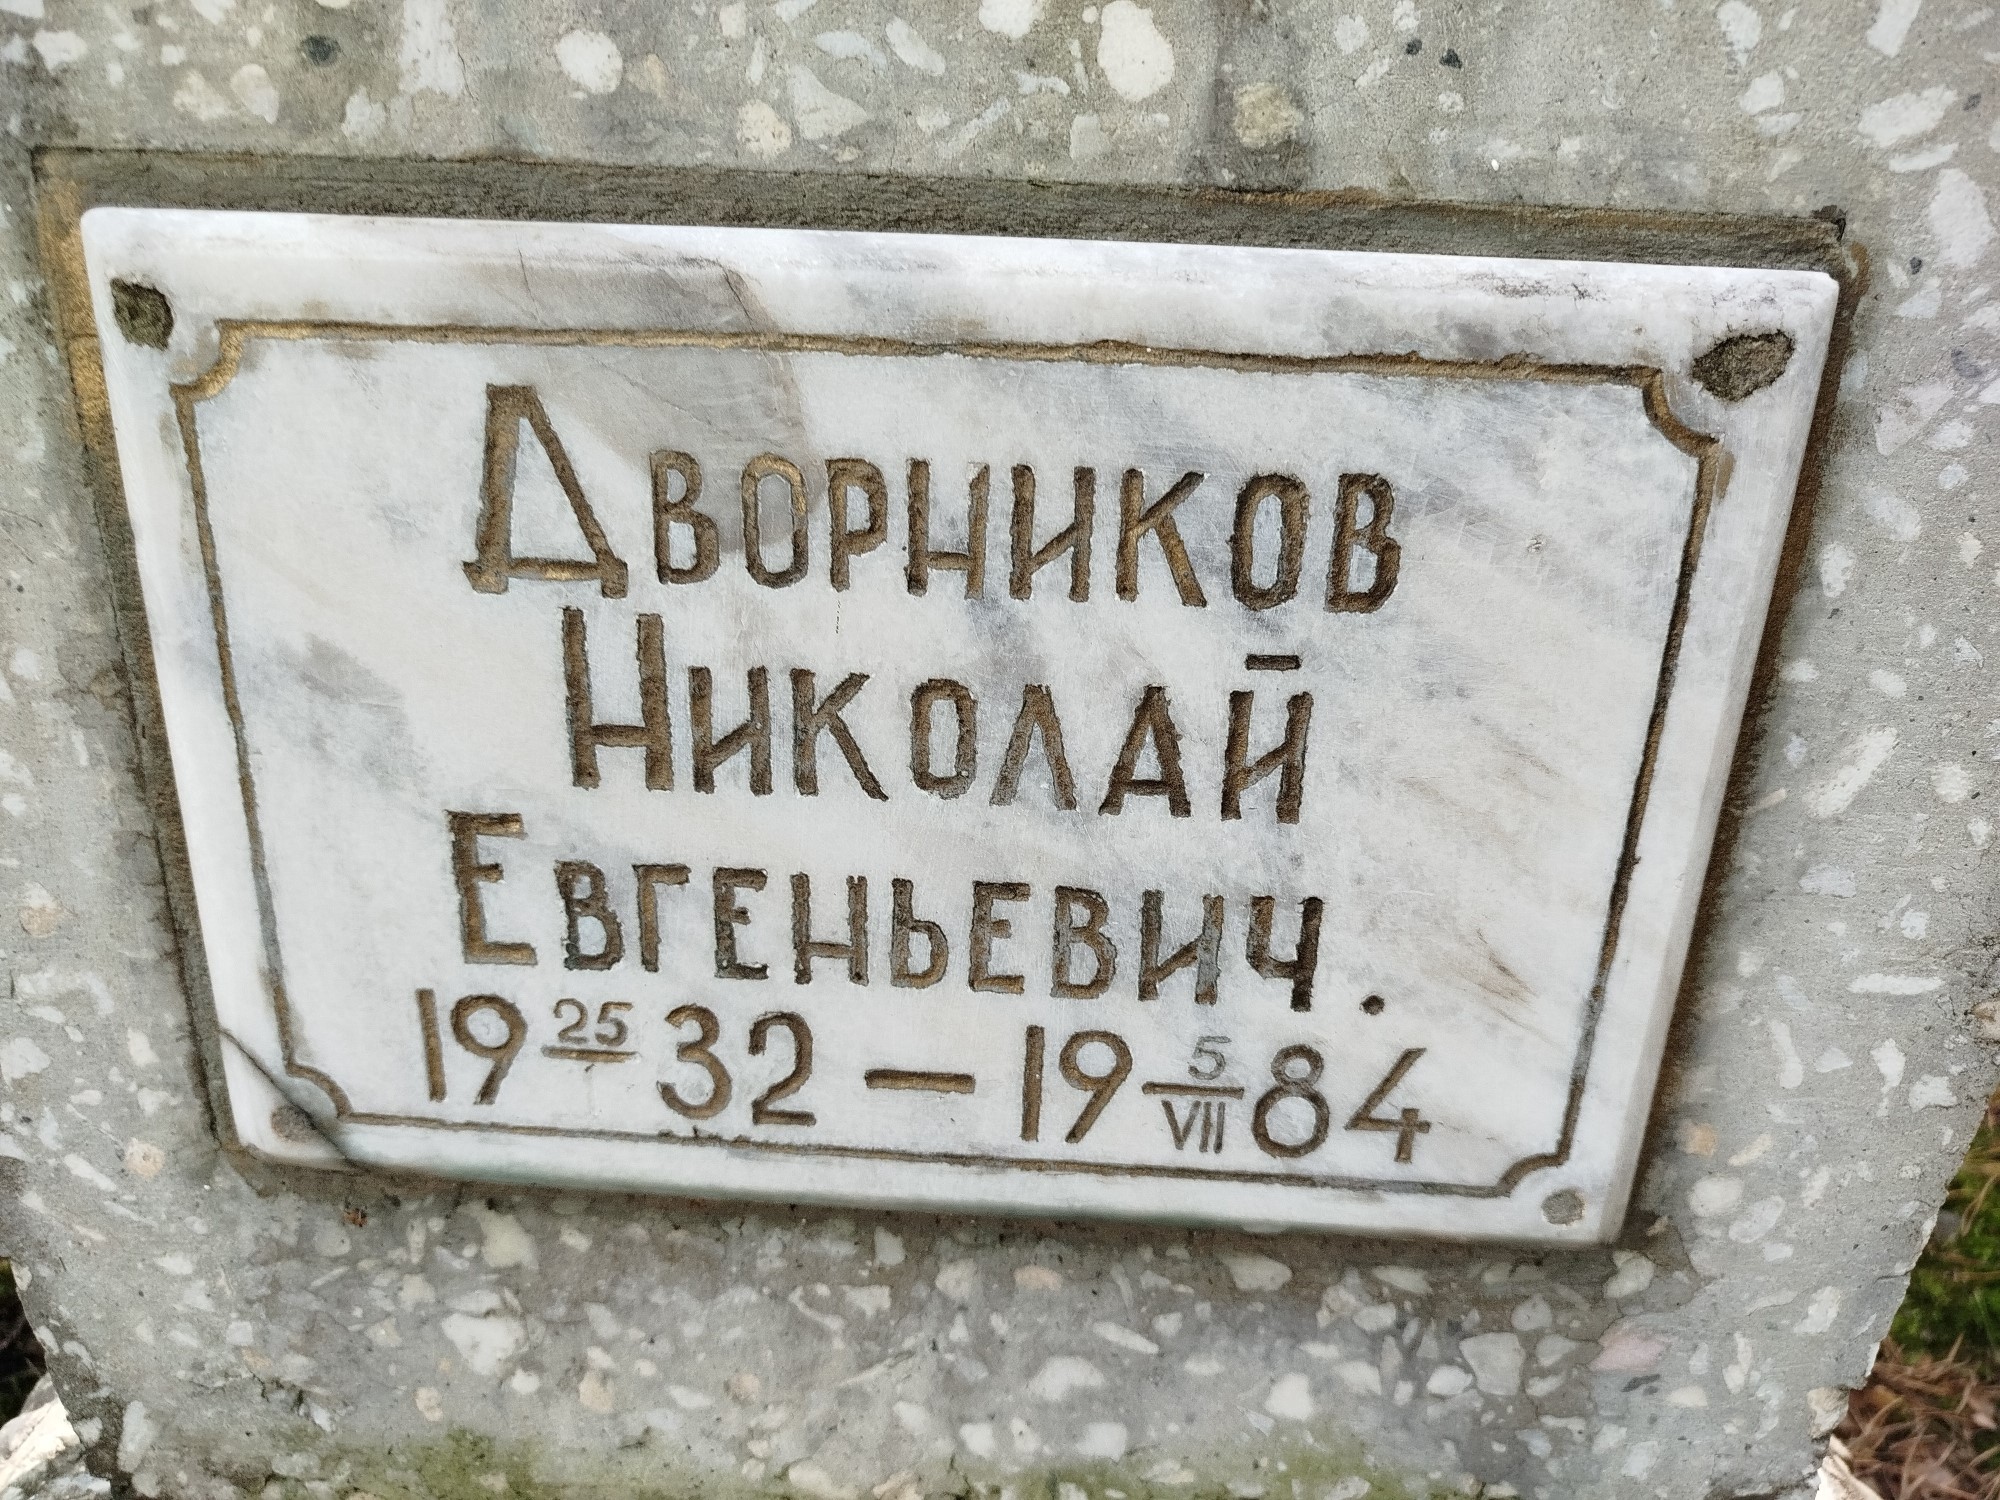 Дворников
Николай
Евгеньевич.
19 25 32 – 19 5/VII 84